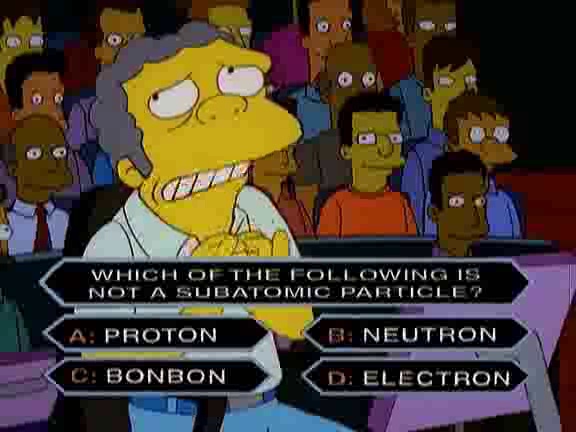 WHICH OF THE FOLLOWING IS
NOT A SUBATOMIC PARTICLE?
A: PROTON
B: NEUTRON
C: BONBON
D: ELECTRON